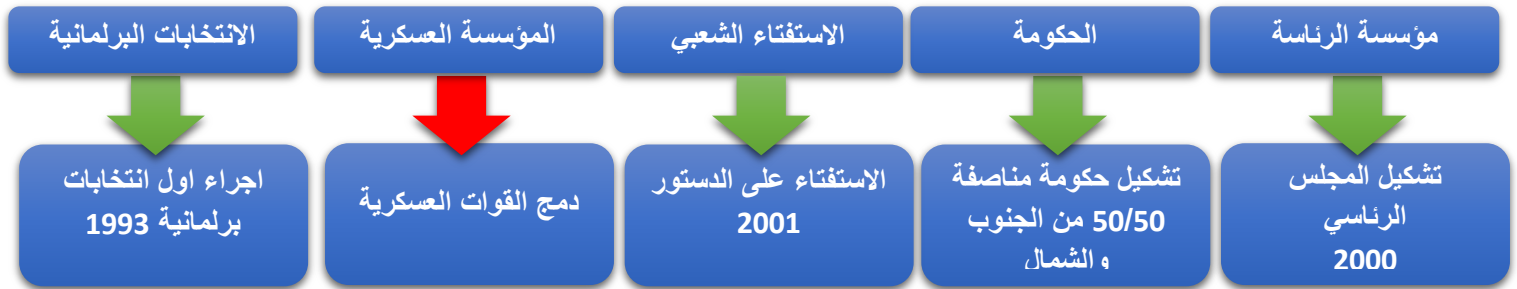 مؤسسة الرئاسة
الحكومة
الاستفتاء الشعبي
المؤسسة العسكرية
الانتخابات البرلمانية
تشكيل المجلس
الرئاسي
2000
تشكيل حكومة مناصفة
50/50 من الجنوب
والشمال
الاستفتاء على الدستور
2001
دمج القوات العسكرية
اجراء اول انتخابات
برلمانية 1993